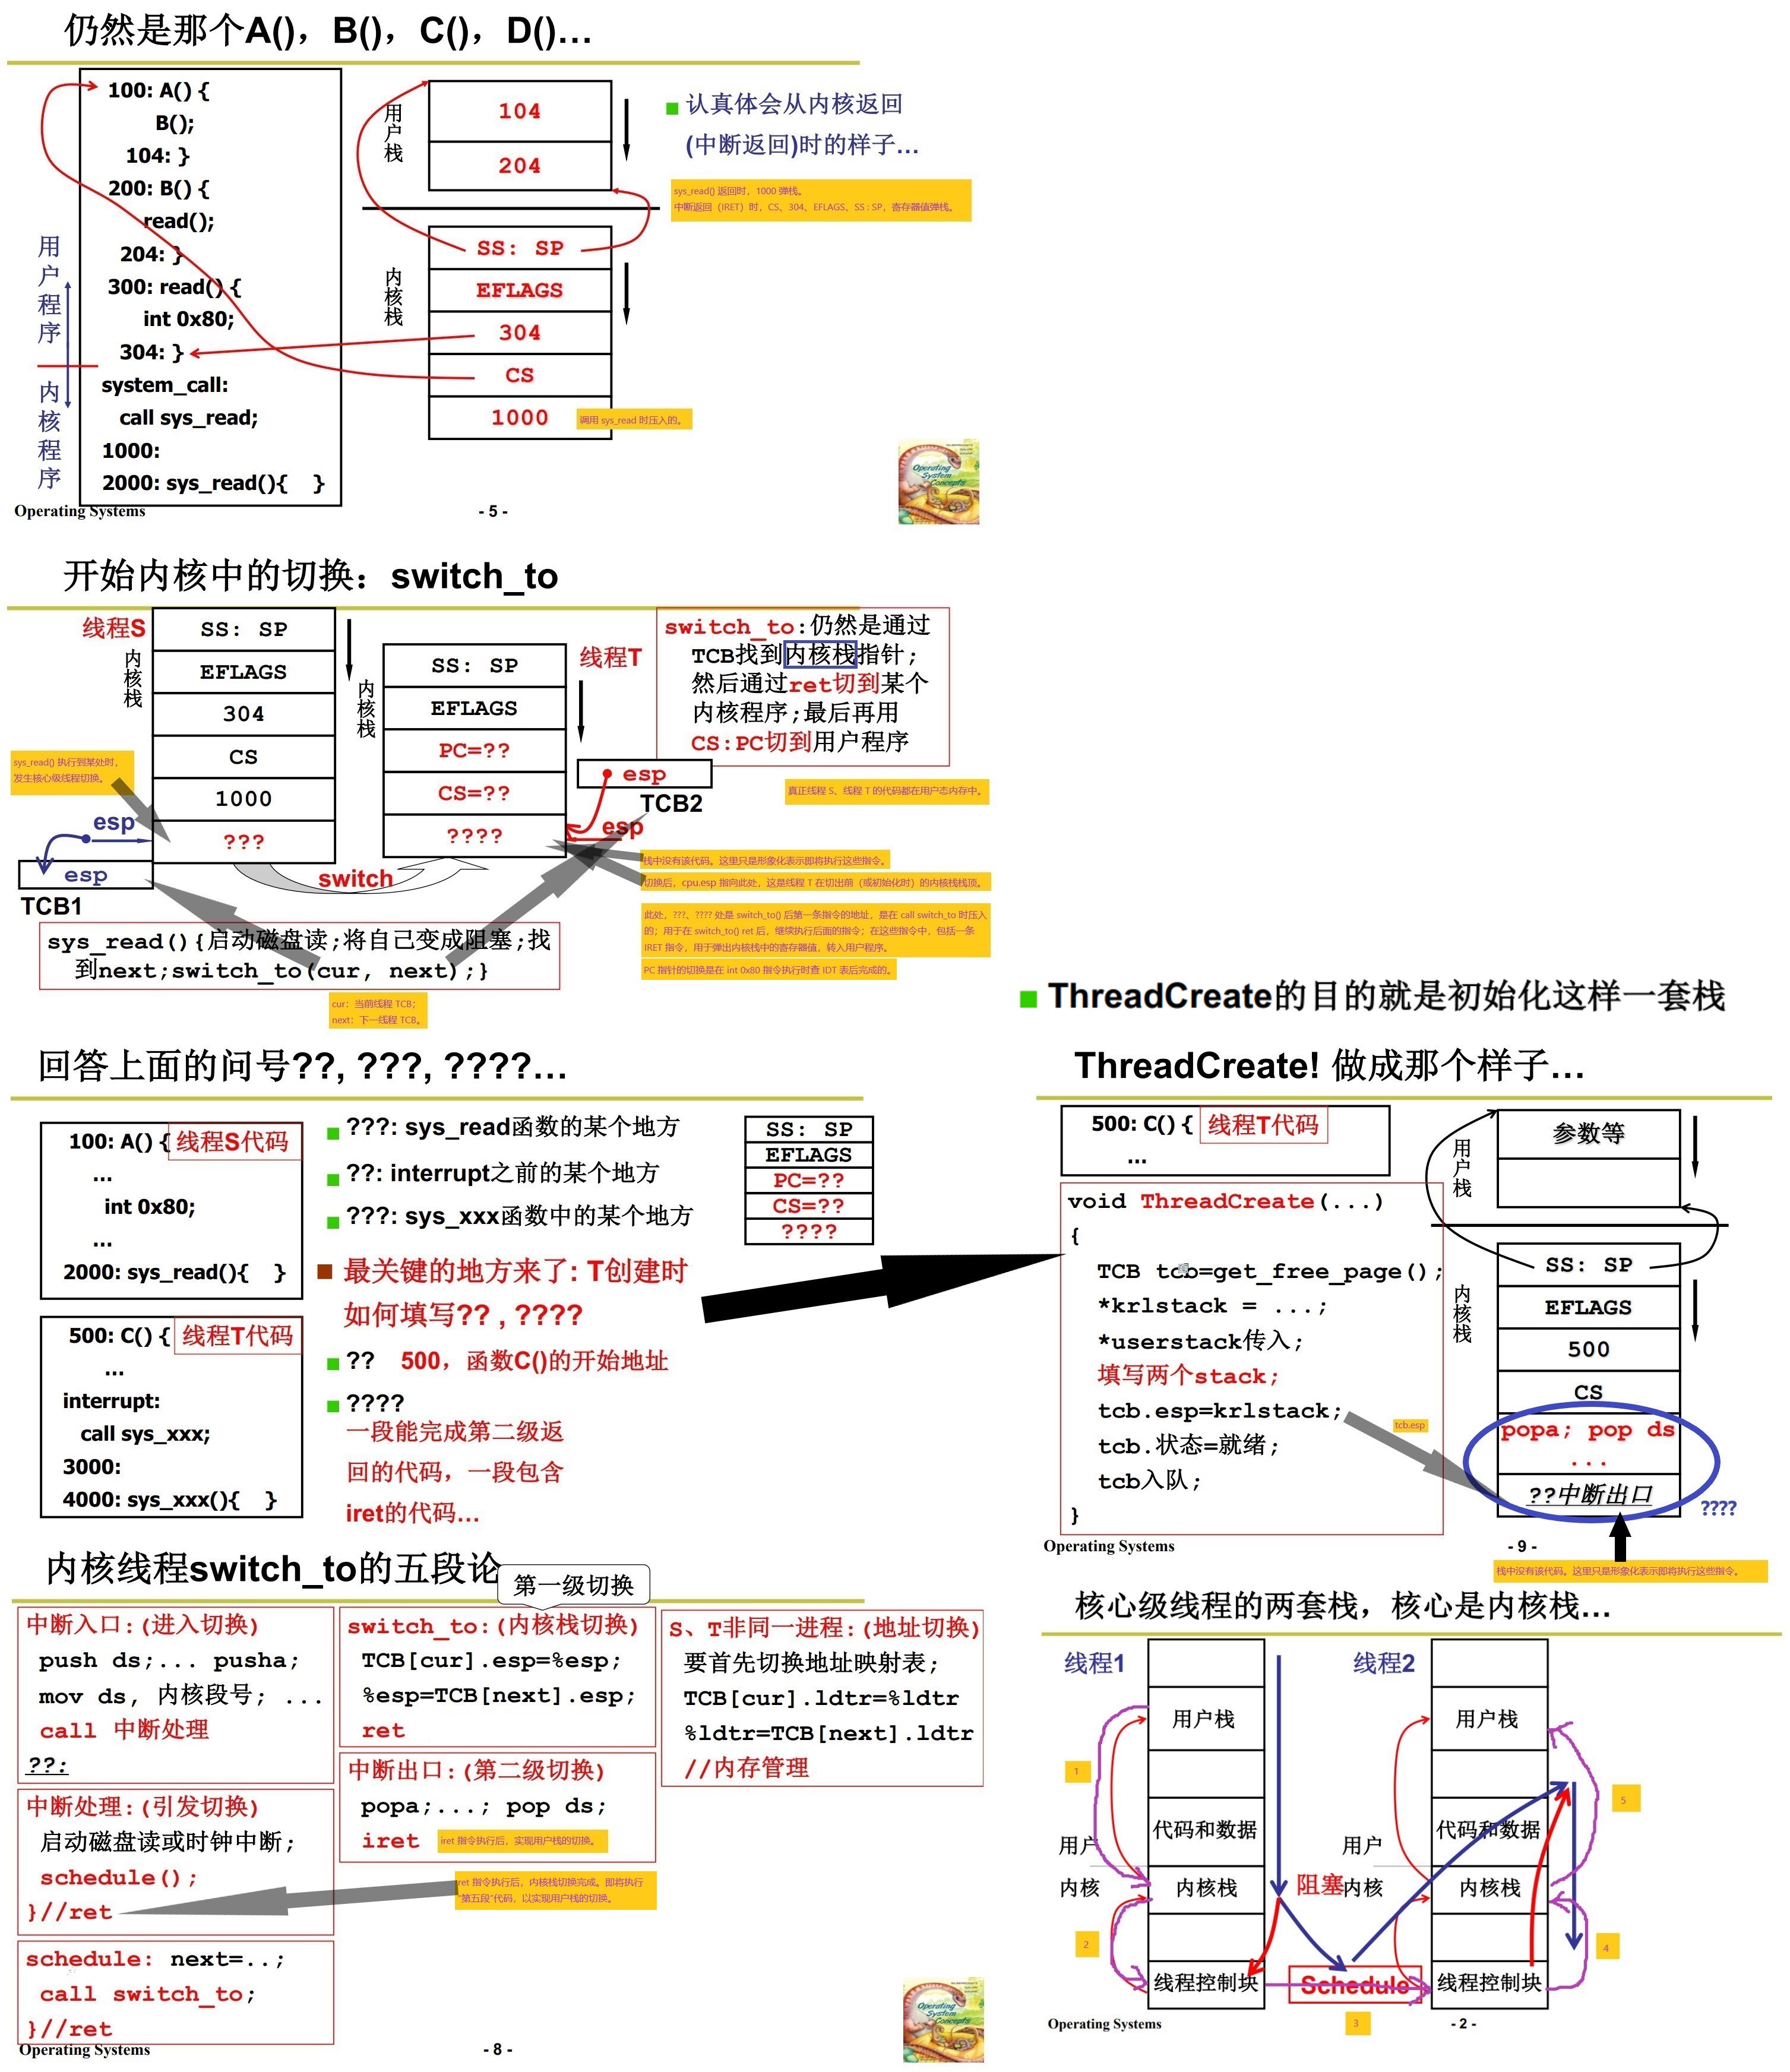 仍然是那个A()，B()，C()，D()…
100: A() {
B();
104: }
200: B() {
read();
204: }
300: read() {
int 0x80;
304: }
system_call:
call sys_read;
1000:
2000: sys_read(){ }
用户程序
内核程序
用户栈
104
204
内核栈
SS: SP
EFLAGS
304
CS
1000
调用 sys_read 时压入的。
认真体会从内核返回
(中断返回)时的样子…
sys_read() 返回时，1000 弹栈。
中断返回（IRET）时，CS、304、EFLAGS、SS : SP，寄存器值弹栈。
Operating System Concepts
Operating Systems
- 5 -
开始内核中的切换：switch_to
线程S
内核栈
SS: SP
EFLAGS
304
CS
1000
???
sys_read() 执行到某处时，
发生核心级线程切换。
esp
esp
TCB1
switch
内核栈
SS: SP
EFLAGS
PC=??
CS=??
????
线程T
esp
TCB2
esp
switch_to:仍然是通过
TCB找到内核栈指针;
然后通过ret切到某个
内核程序;最后再用
CS:PC切到用户程序
真正线程 S、线程 T 的代码都在用户态内存中。
栈中没有该代码。这里只是形象化表示即将执行这些指令。
切换后，cpu.esp 指向此处，这是线程 T 在切出前（或初始化时）的内核栈栈顶。
此处，???、???? 处是 switch_to() 后第一条指令的地址，是在 call switch_to 时压入
的；用于在 switch_to() ret 后，继续执行后面的指令；在这些指令中，包括一条
IRET 指令，用于弹出内核栈中的寄存器值，转入用户程序。
PC 指针的切换是在 int 0x80 指令执行时查 IDT 表后完成的。
sys_read(){启动磁盘读;将自己变成阻塞;找
到next;switch_to(cur, next);}
cur：当前线程 TCB；
next：下一线程 TCB。
回答上面的问号??, ???, ????…
100: A() { 线程S代码
...
int 0x80;
...
2000: sys_read(){ }
500: C() { 线程T代码
...
interrupt:
call sys_xxx;
3000:
4000: sys_xxx(){ }
???: sys_read函数的某个地方
??: interrupt之前的某个地方
???: sys_xxx函数中的某个地方
最关键的地方来了: T创建时
如何填写?? , ????
?? 500，函数C()的开始地址
????
一段能完成第二级返
回的代码，一段包含
iret的代码…
SS: SP
EFLAGS
PC=??
CS=??
????
ThreadCreate的目的就是初始化这样一套栈
ThreadCreate! 做成那个样子…
500: C() { 线程T代码
...
void ThreadCreate(...)
{
TCB tcb=get_free_page();
*krlstack = ...;
*userstack传入;
填写两个stack;
tcb.esp=krlstack;
tcb.状态=就绪;
tcb入队;
}
用户栈
参数等
内核栈
SS: SP
EFLAGS
500
CS
popa; pop ds
...
??中断出口
tcb.esp
????
Operating Systems
- 9 -
栈中没有该代码。这里只是形象化表示即将执行这些指令。
内核线程switch_to的五段论
第一级切换
中断入口:(进入切换)
push ds;... pusha;
mov ds, 内核段号; ...
call 中断处理
??:
中断处理:(引发切换)
启动磁盘读或时钟中断;
schedule();
}//ret
schedule: next=..;
call switch_to;
}//ret
switch_to:(内核栈切换)
TCB[cur].esp=%esp;
%esp=TCB[next].esp;
ret
中断出口:(第二级切换)
popa;...; pop ds;
iret
iret 指令执行后，实现用户栈的切换。
ret 指令执行后，内核栈切换完成。即将执行
“第五段”代码，以实现用户栈的切换。
S、T非同一进程:(地址切换)
要首先切换地址映射表;
TCB[cur].ldtr=%ldtr
%ldtr=TCB[next].ldtr
//内存管理
Operating System Concepts
Operating Systems
- 8 -
核心级线程的两套栈，核心是内核栈…
线程1
用户栈
代码和数据
用户
内核
内核栈
线程控制块
1
2
阻塞
Schedule
3
线程2
用户栈
代码和数据
用户
内核
内核栈
线程控制块
4
5
Operating Systems
- 2 -